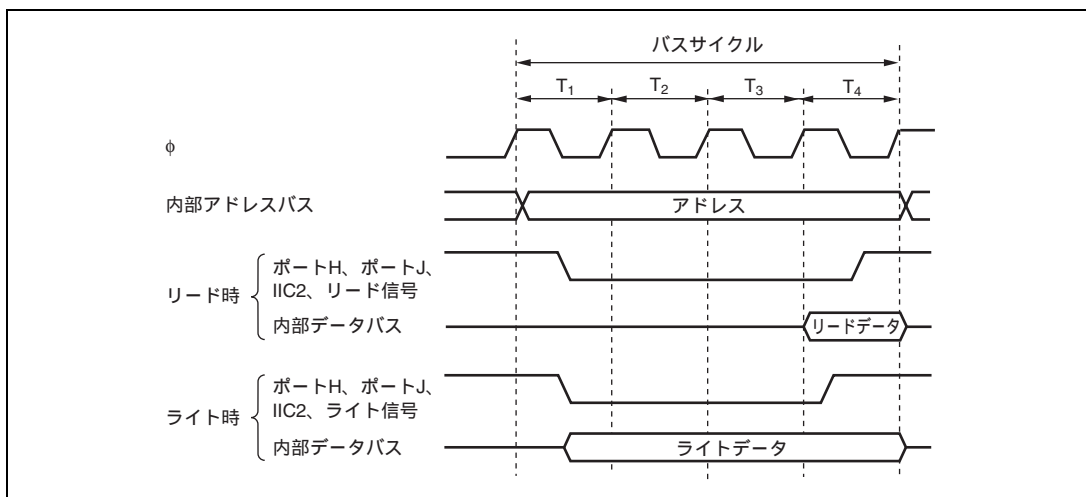 バスサイクル
T1 T2 T3 T4
φ
内部アドレスバス
アドレス
リード時
ポートH、ポートJ、
IIC2、リード信号
内部データバス
リードデータ
ライト時
ポートH、ポートJ、
IIC2、ライト信号
内部データバス
ライトデータ